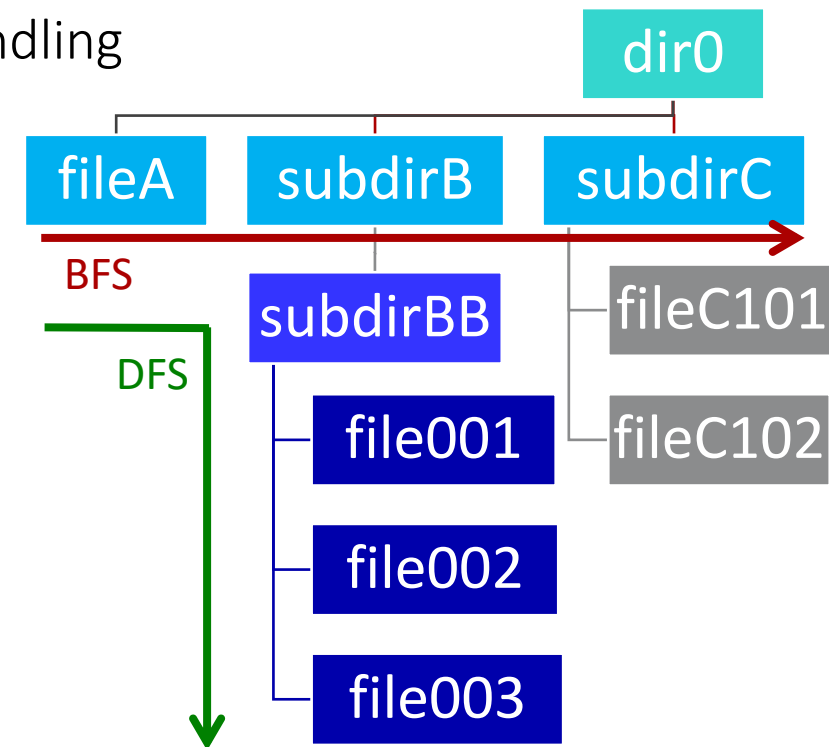 ndling
dir0
fileA
subdirB
subdirC
BFS
subdirBB
fileC101
DFS
file001
fileC102
file002
file003